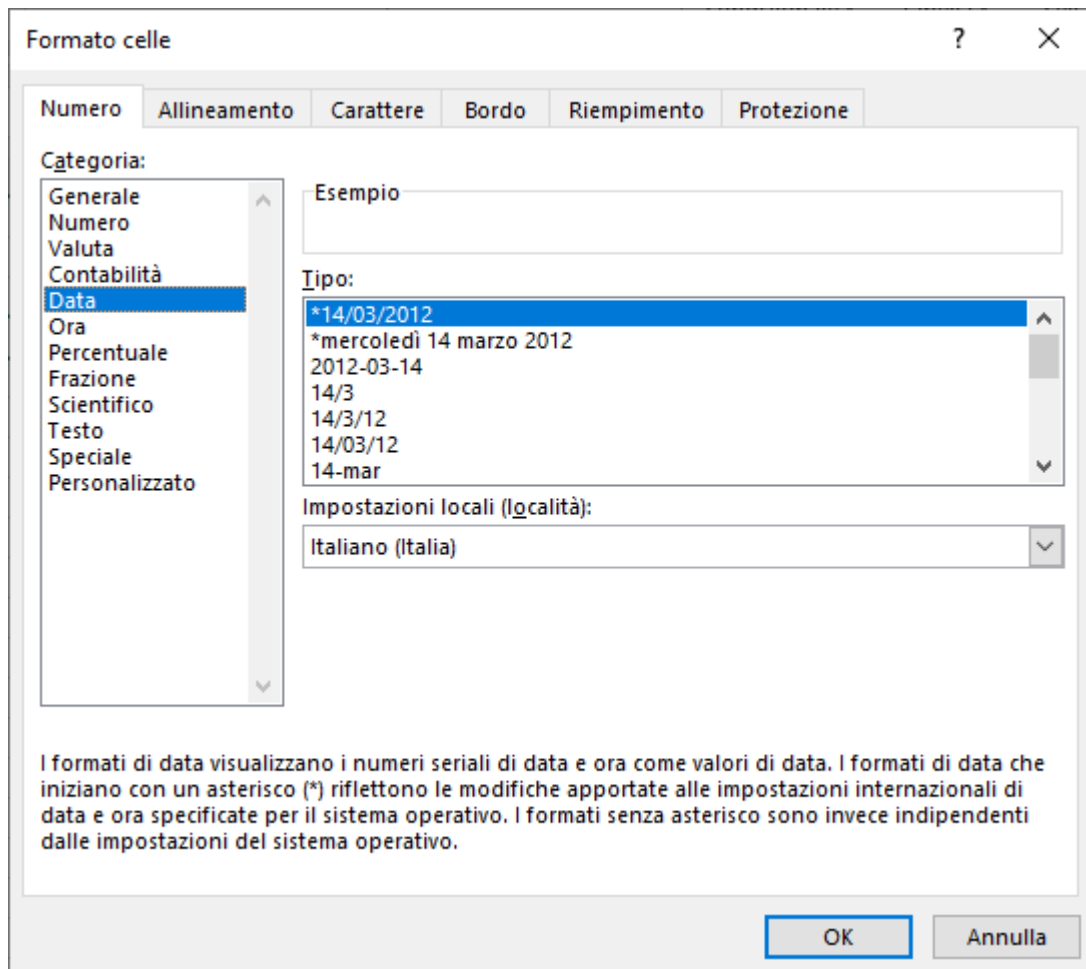 Formato celle
?
Numero Allineamento Carattere Bordo Riempimento Protezione
Categoria:
Generale
Numero
Valuta
Contabilità
Data
Ora
Percentuale
Frazione
Scientifico
Testo
Speciale
Personalizzato
Esempio
Tipo:
*14/03/2012
*mercoledì 14 marzo 2012
2012-03-14
14/3
14/3/12
14/03/12
14-mar
Impostazioni locali (località):
Italiano (Italia)
I formati di data visualizzano i numeri seriali di data e ora come valori di data. I formati di data che
iniziano con un asterisco (*) riflettono le modifiche apportate alle impostazioni internazionali di
data e ora specificate per il sistema operativo. I formati senza asterisco sono invece indipendenti
dalle impostazioni del sistema operativo.
OK Annulla